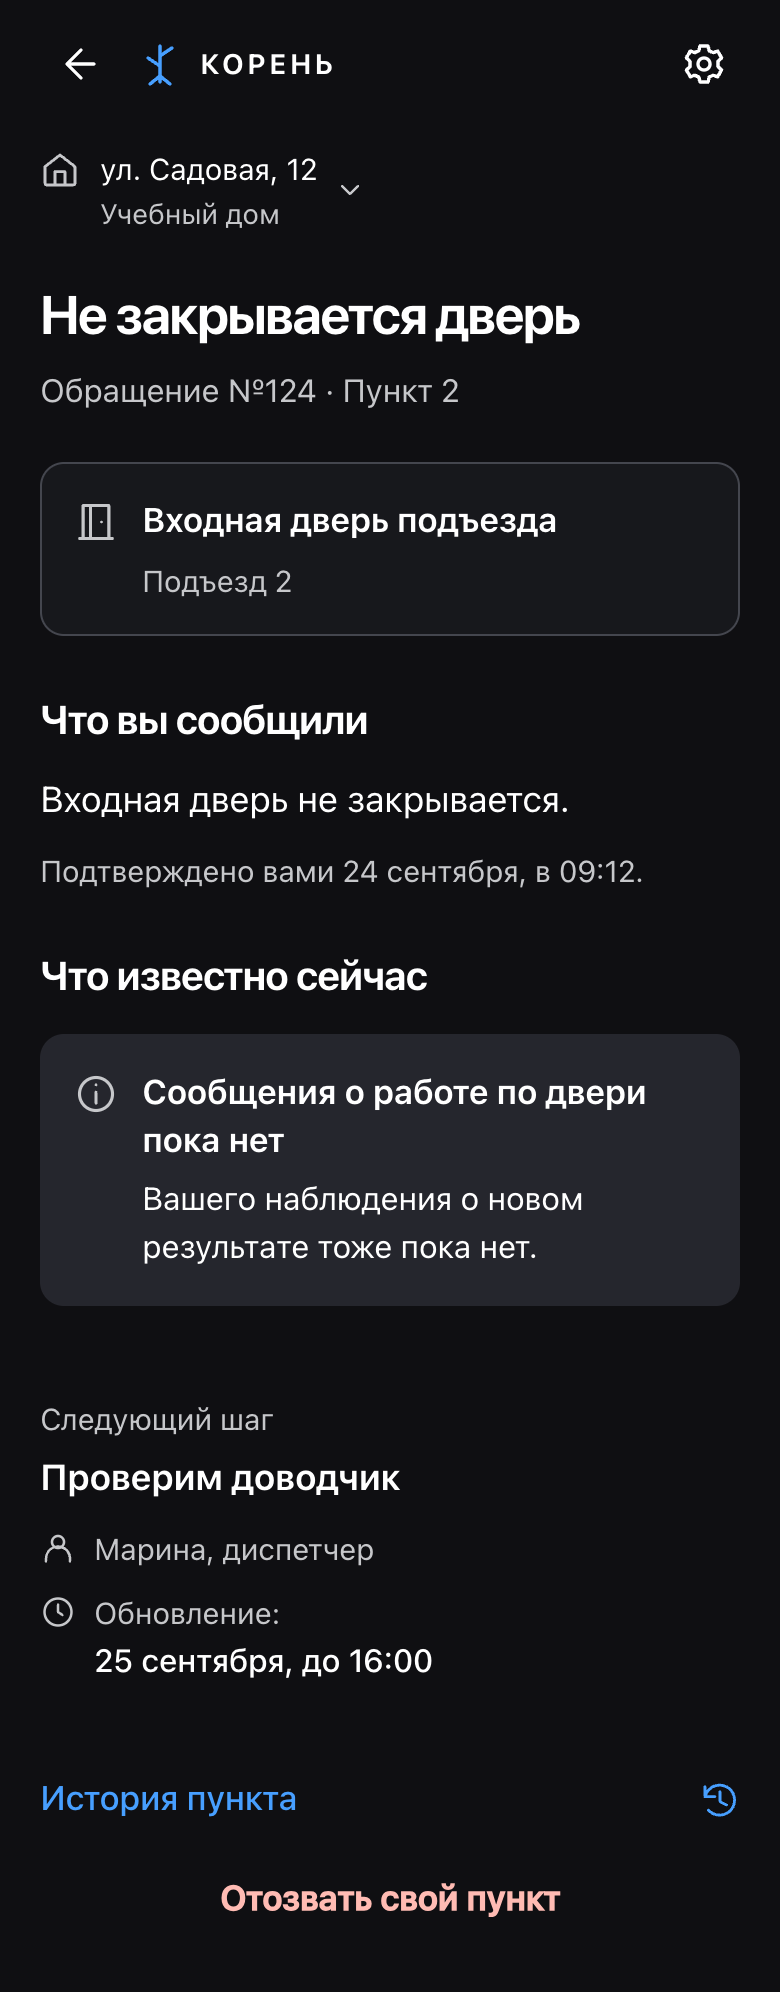 КОРЕНЬ
ул. Садовая, 12
Учебный дом
Не закрывается дверь
Обращение №124 · Пункт 2
Входная дверь подъезда
Подъезд 2
Что вы сообщили
Входная дверь не закрывается.
Подтверждено вами 24 сентября, в 09:12.
Что известно сейчас
Сообщения о работе по двери
пока нет
Вашего наблюдения о новом
результате тоже пока нет.
Следующий шаг
Проверим доводчик
Марина, диспетчер
Обновление:
25 сентября, до 16:00
История пункта
Отозвать свой пункт